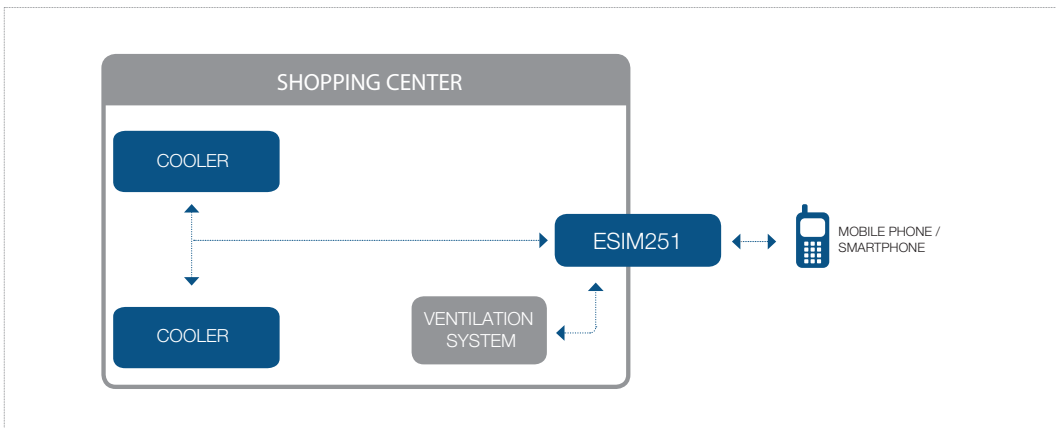 SHOPPING CENTER
COOLER
ESIM251
MOBILE PHONE /
SMARTPHONE
COOLER
VENTILATION
SYSTEM